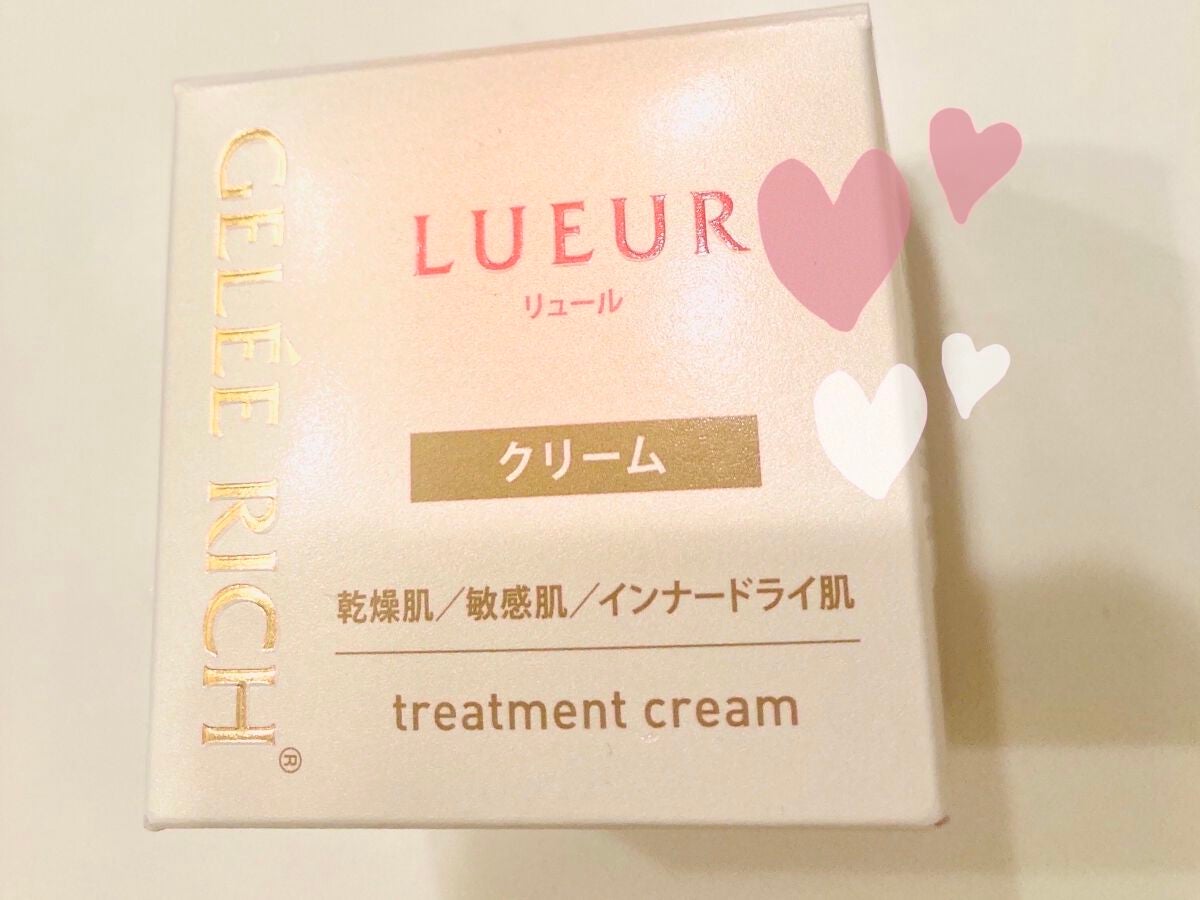 GELÉE RICH®
LUEUR
リュール
クリーム
乾燥肌／敏感肌／インナードライ肌
treatment cream